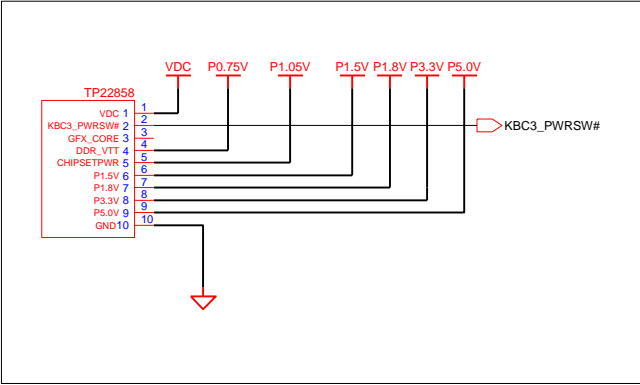 VDC P0.75V P1.05V P1.5V P1.8V P3.3V P5.0V
TP22858
VDC 1 1
KBC3_PWRSW# 2 2 KBC3_PWRSW#
GFX_CORE 3 3
DDR_VTT 4 4
CHIPSETPWR 5 5
P1.5V 6 6
P1.8V 7 7
P3.3V 8 8
P5.0V 9 9
GND 10 10